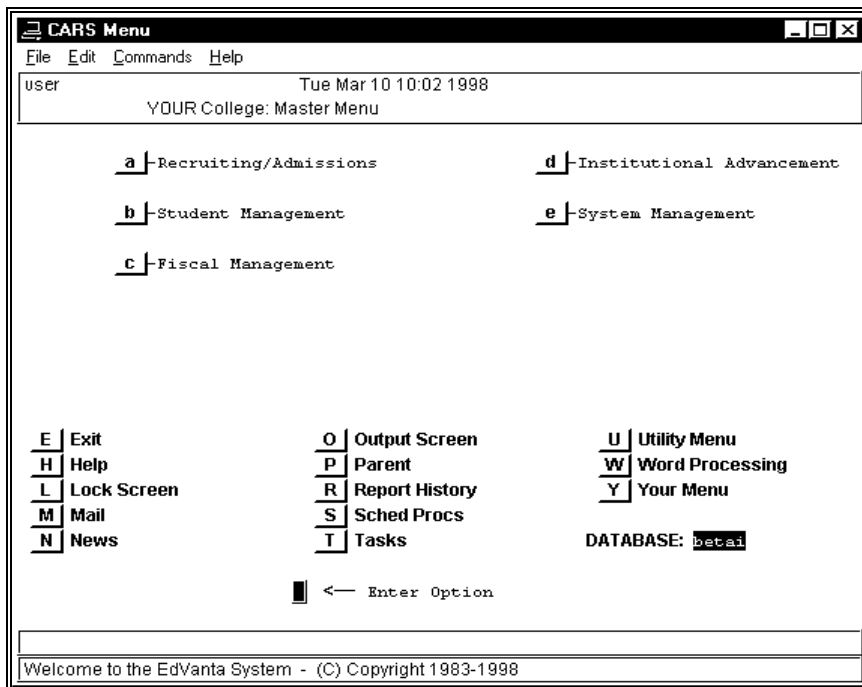 CARS Menu
File Edit Commands Help
user Tue Mar 10 10:02 1998
YOUR College: Master Menu
a Recruiting/Admissions d Institutional Advancement
b Student Management e System Management
c Fiscal Management
E Exit O Output Screen U Utility Menu
H Help P Parent W Word Processing
L Lock Screen R Report History Y Your Menu
M Mail S Sched Procs
N News T Tasks DATABASE: betai
<— Enter Option
Welcome to the EdVanta System - (C) Copyright 1983-1998